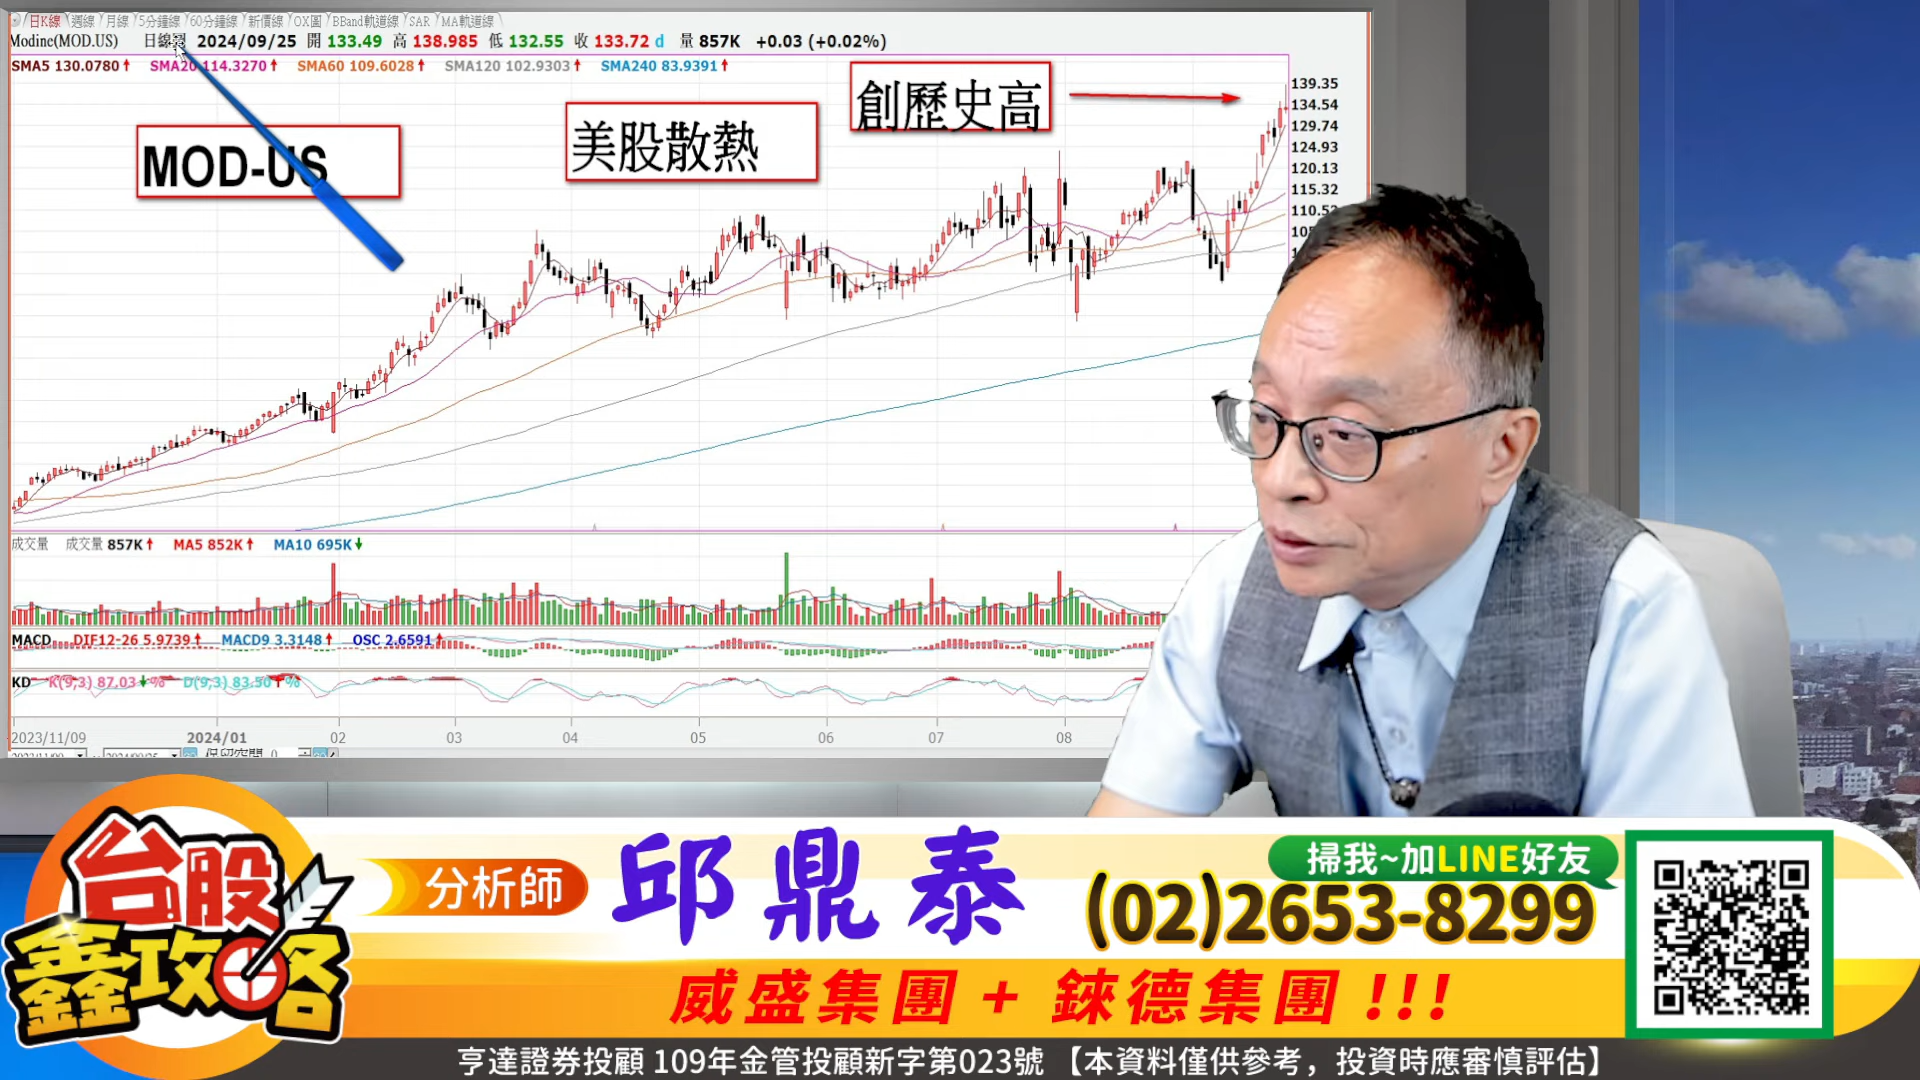 日K線 週線 月線 5分鐘線 60分鐘線 新價線 OX圖 BBand軌道線 SAR MA軌道線
Modine(MOD.US) 日線圖 2024/09/25 開 133.49 高 138.985 低 132.55 收 133.72 d 量 857K +0.03 (+0.02%)
SMA5 130.0780↑ SMA20 114.3270↑ SMA60 109.6028↑ SMA120 102.9303↑ SMA240 83.9391↑
創歷史高
美股散熱
MOD-US
139.35
134.54
129.74
124.93
120.13
115.32
110.52
成交量 成交量 857K↑ MA5 852K↑ MA10 695K↓
MACD DIF12-26 5.9739↑ MACD9 3.3148↑ OSC 2.6591↑
KD K(9,3) 87.03↓% D(9,3) 83.50↑%
2023/11/09 2024/01 02 03 04 05 06 07 08
保留空間 0
台股
鑫攻略
分析師 邱鼎泰
掃我~加LINE好友
(02)2653-8299
威盛集團 + 錸德集團 !!!
亨達證券投顧 109年金管投顧新字第023號 【本資料僅供參考，投資時應審慎評估】